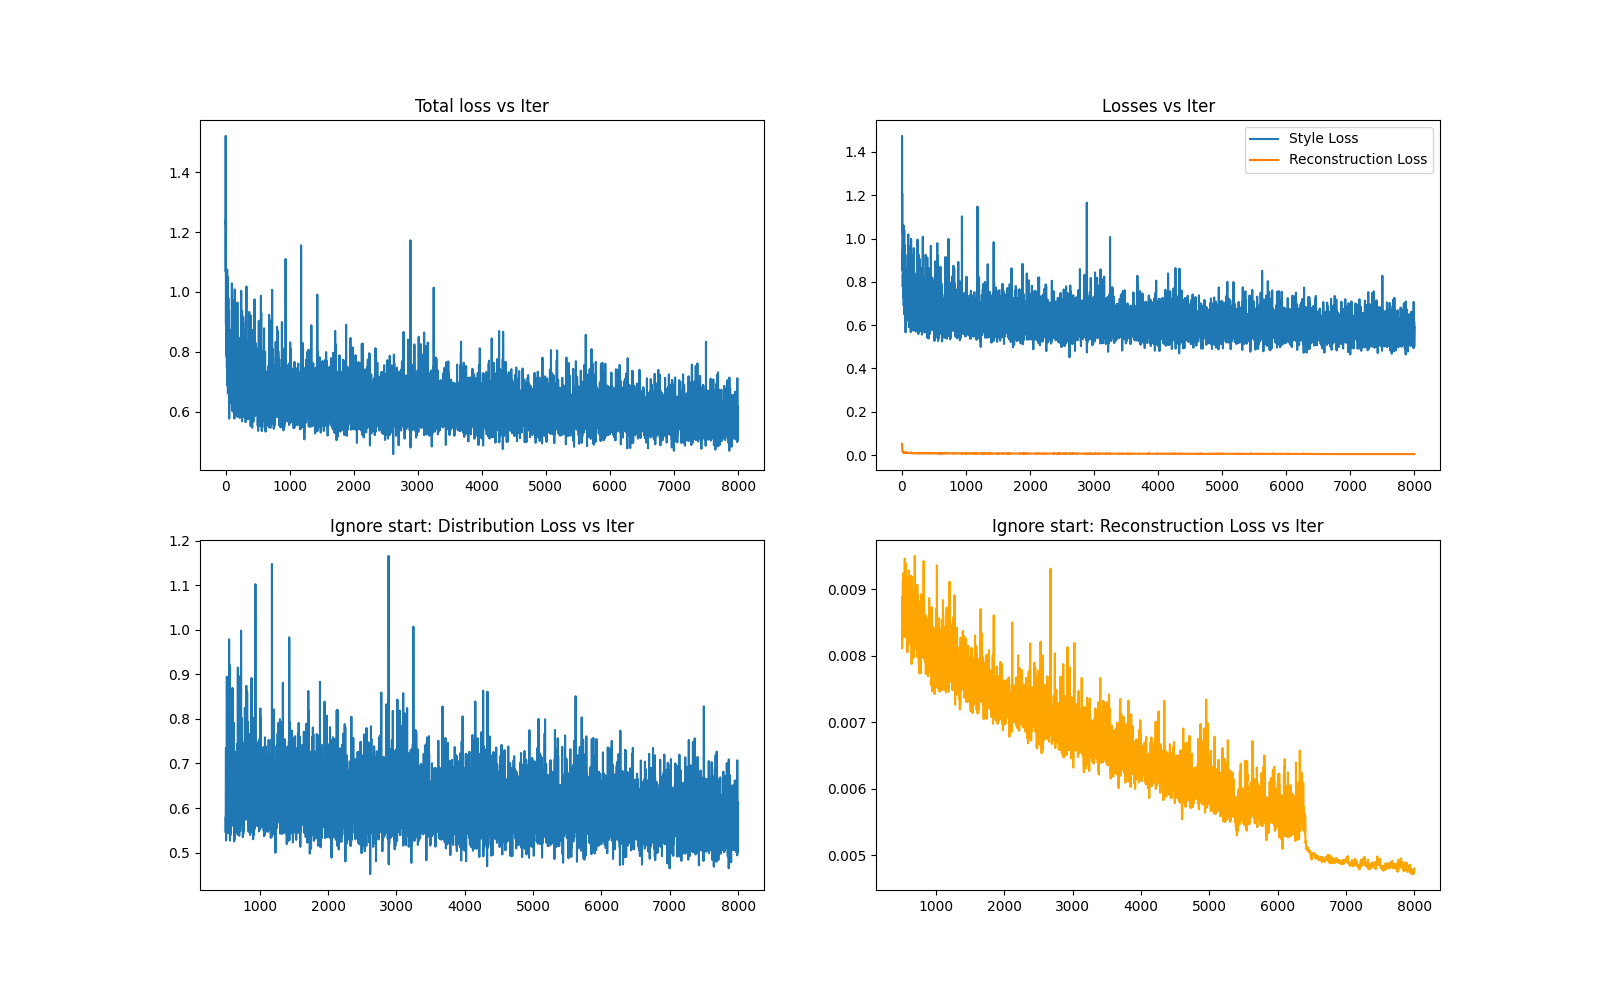 Total loss vs Iter
1.4
1.2
1.0
0.8
0.6
0 1000 2000 3000 4000 5000 6000 7000 8000
Losses vs Iter
Style Loss
Reconstruction Loss
1.4
1.2
1.0
0.8
0.6
0.4
0.2
0.0
0 1000 2000 3000 4000 5000 6000 7000 8000
Ignore start: Distribution Loss vs Iter
1.2
1.1
1.0
0.9
0.8
0.7
0.6
0.5
1000 2000 3000 4000 5000 6000 7000 8000
Ignore start: Reconstruction Loss vs Iter
0.009
0.008
0.007
0.006
0.005
1000 2000 3000 4000 5000 6000 7000 8000